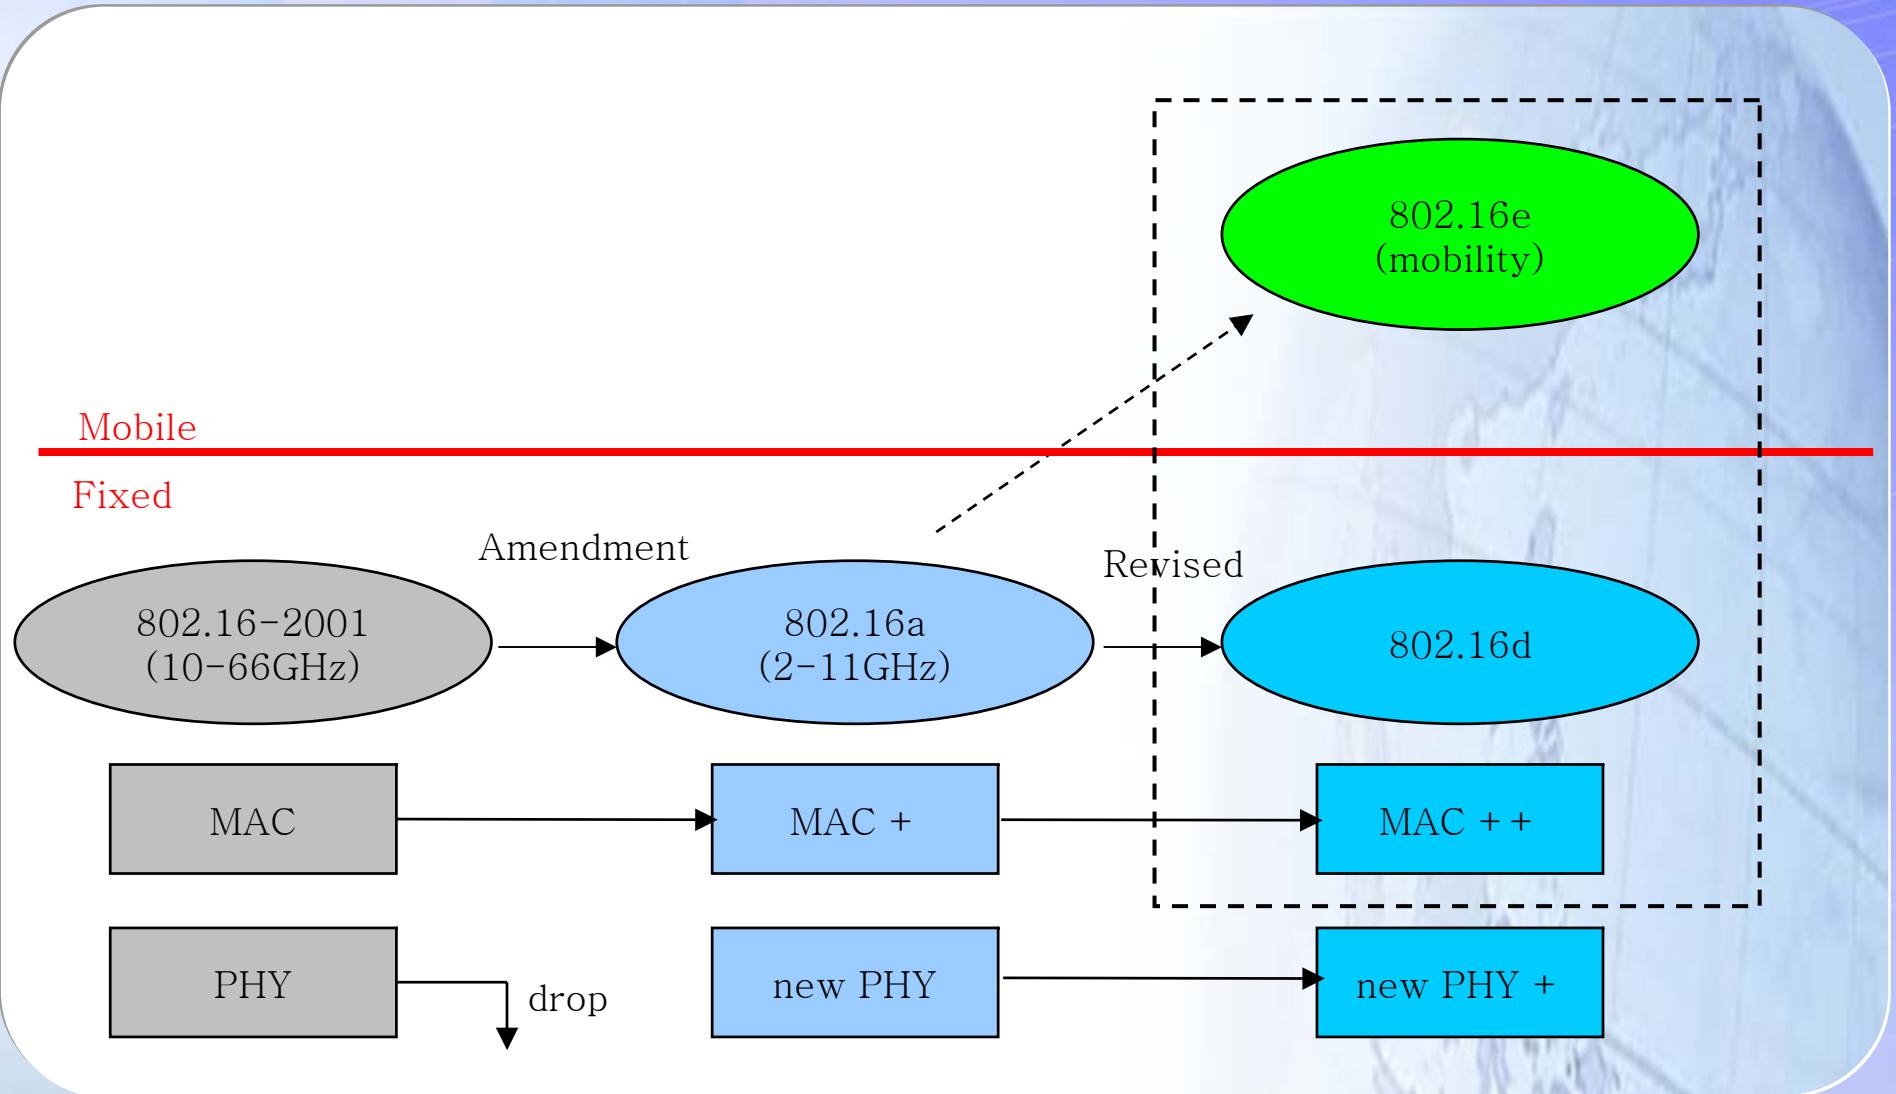 802.16e
(mobility)
Mobile
Fixed
Amendment
Revised
802.16-2001
(10-66GHz)
802.16a
(2-11GHz)
802.16d
MAC
MAC +
MAC + +
PHY
drop
new PHY
new PHY +